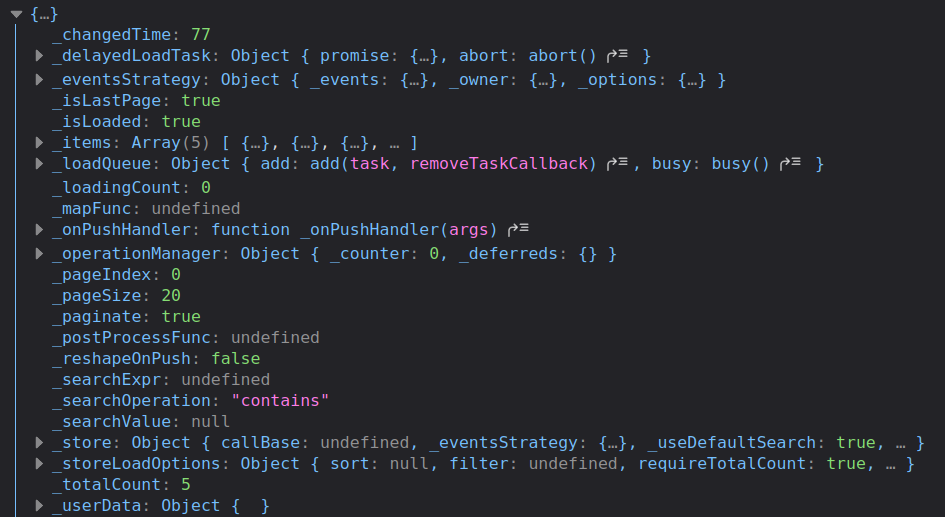 {…}
_changedTime: 77
_delayedLoadTask: Object { promise: {…}, abort: abort() }
_eventsStrategy: Object { _events: {…}, _owner: {…}, _options: {…} }
_isLastPage: true
_isLoaded: true
_items: Array(5) [ {…}, {…}, {…}, … ]
_loadQueue: Object { add: add(task, removeTaskCallback) , busy: busy() }
_loadingCount: 0
_mapFunc: undefined
_onPushHandler: function _onPushHandler(args)
_operationManager: Object { _counter: 0, _deferreds: {} }
_pageIndex: 0
_pageSize: 20
_paginate: true
_postProcessFunc: undefined
_reshapeOnPush: false
_searchExpr: undefined
_searchOperation: "contains"
_searchValue: null
_store: Object { callBase: undefined, _eventsStrategy: {…}, _useDefaultSearch: true, … }
_storeLoadOptions: Object { sort: null, filter: undefined, requireTotalCount: true, … }
_totalCount: 5
_userData: Object {  }